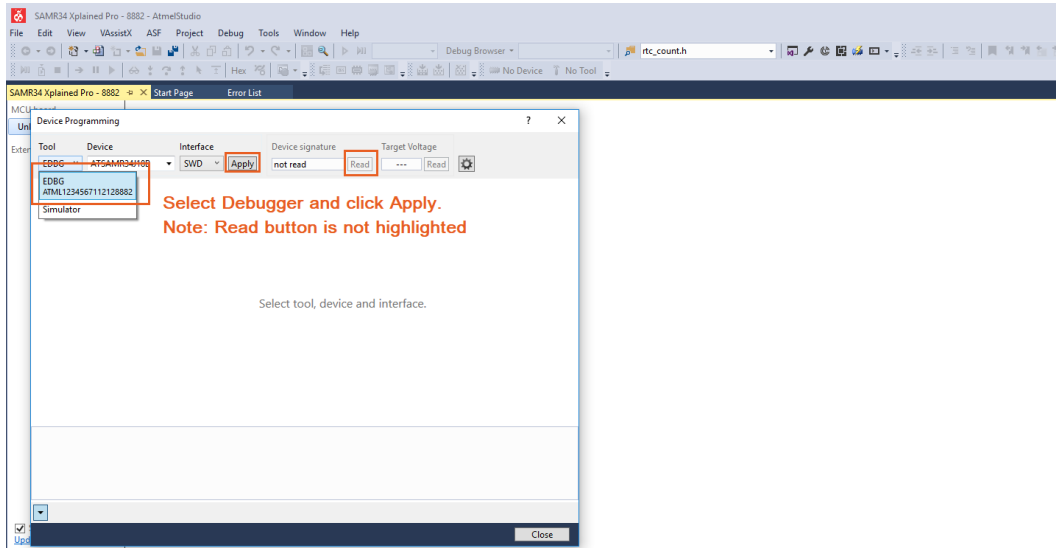 SAMR34 Xplained Pro - 8882 - AtmelStudio
File Edit View VAssistX ASF Project Debug Tools Window Help
Debug Browser
rtc_count.h
Hex
No Device
No Tool
SAMR34 Xplained Pro - 8882
Start Page
Error List
Device Programming
? 
Tool
Device
Interface
Device signature
Target Voltage
EDBG
ATSAMR34J18B
SWD
Apply
not read
Read
---
Read
EDBG
ATML1234567112128882
Simulator
Select Debugger and click Apply.
Note: Read button is not highlighted
Select tool, device and interface.
Close